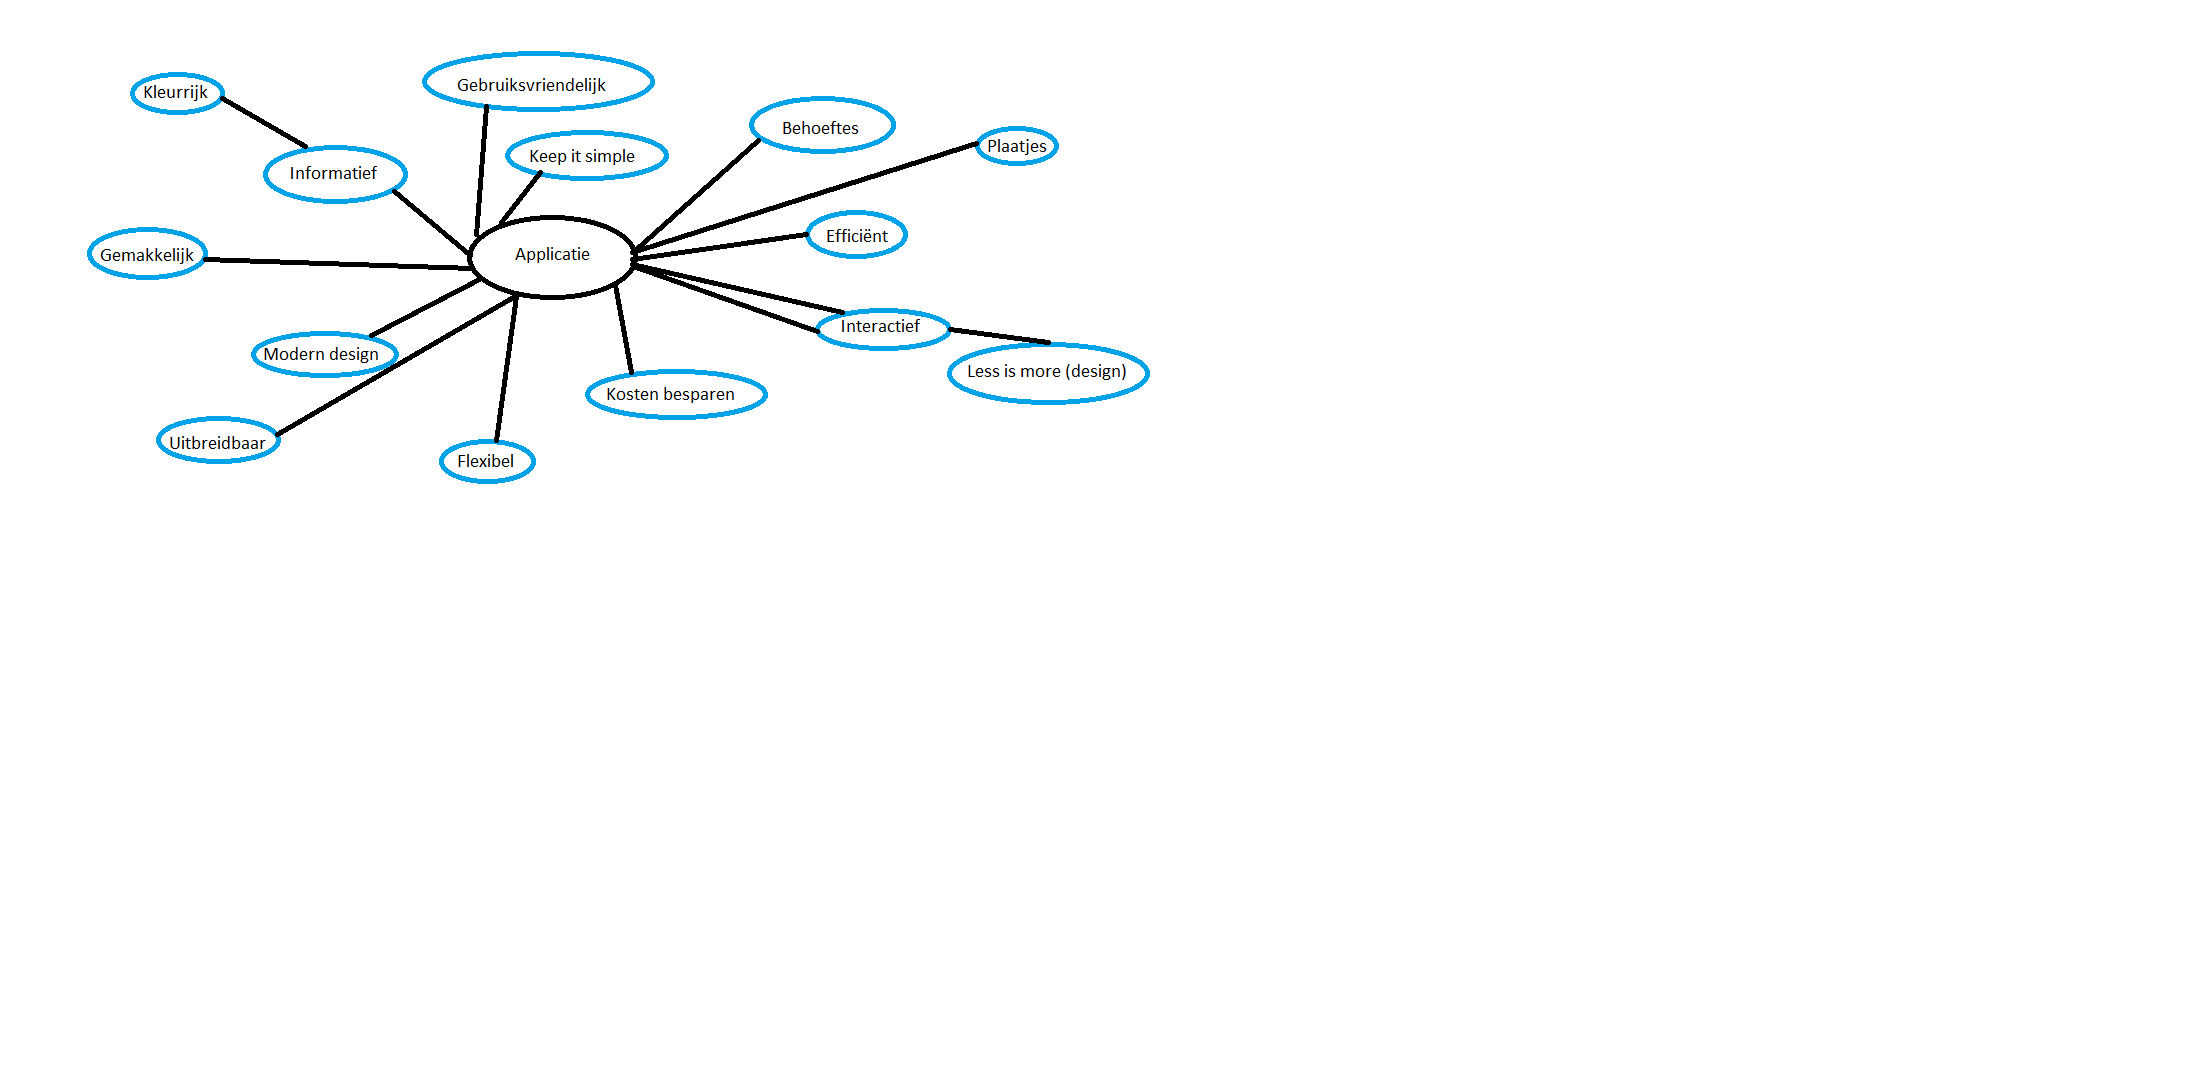 Gebruiksvriendelijk
Kleurrijk
Behoeftes
Plaatjes
Keep it simple
Informatief
Efficiënt
Applicatie
Gemakkelijk
Interactief
Modern design
Less is more (design)
Kosten besparen
Uitbreidbaar
Flexibel